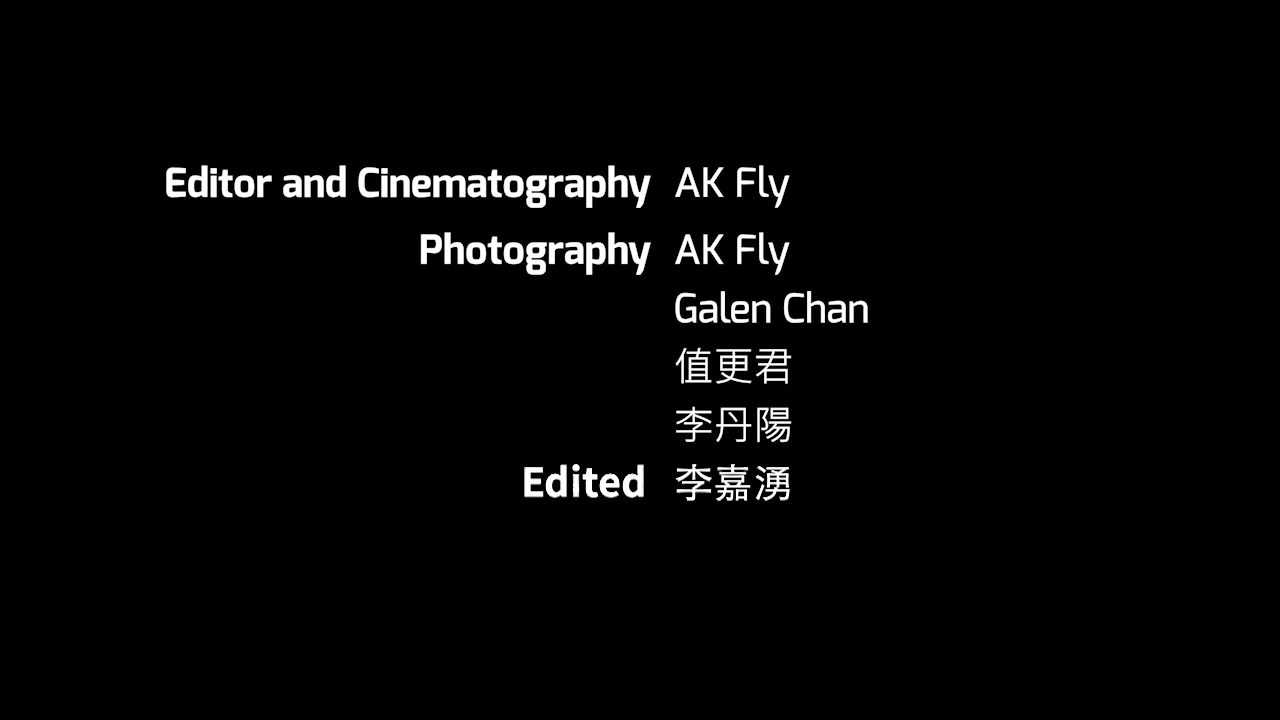 Editor and Cinematography AK Fly
Photography AK Fly
Galen Chan
值更君
李丹陽
Edited 李嘉湧